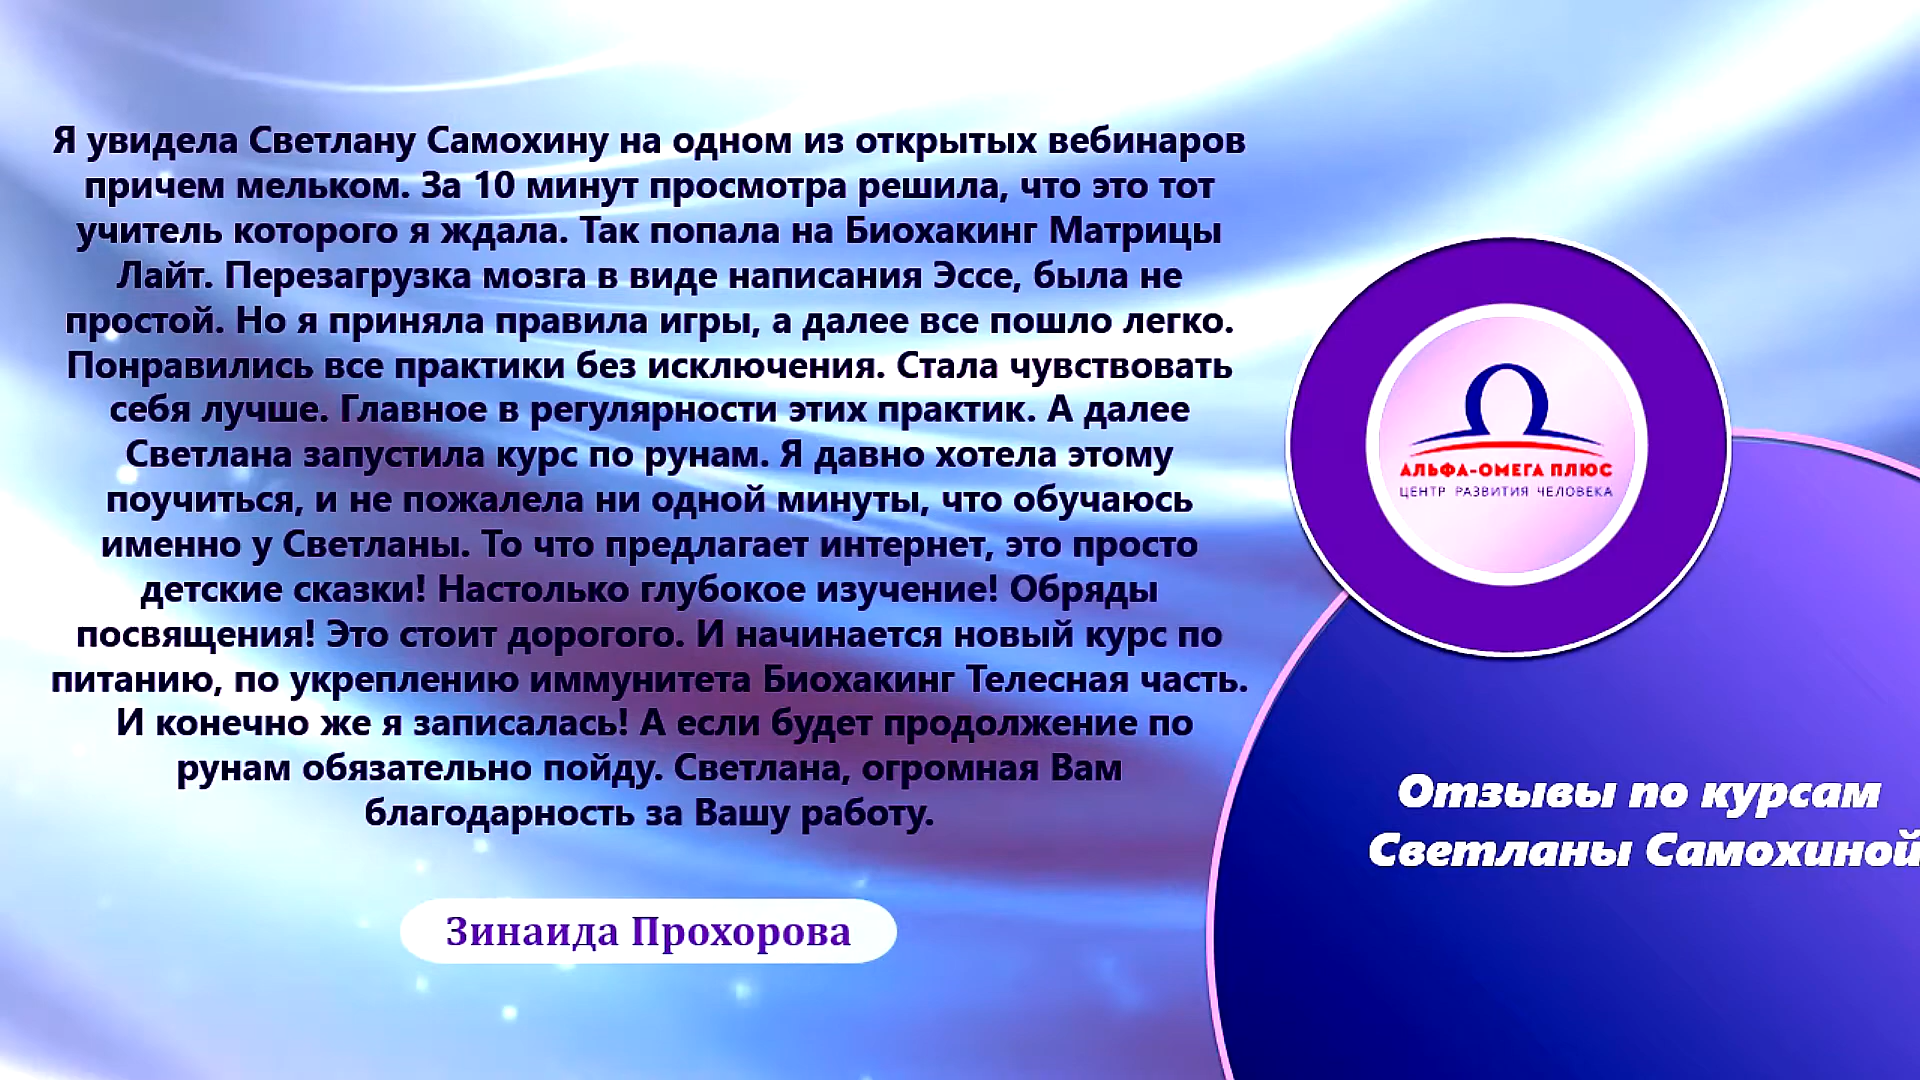 Я увидела Светлану Самохину на одном из открытых вебинаров
причем мельком. За 10 минут просмотра решила, что это тот
учитель которого я ждала. Так попала на Биохакинг Матрицы
Лайт. Перезагрузка мозга в виде написания Эссе, была не
простой. Но я приняла правила игры, а далее все пошло легко.
Понравились все практики без исключения. Стала чувствовать
себя лучше. Главное в регулярности этих практик. А далее
Светлана запустила курс по рунам. Я давно хотела этому
поучиться, и не пожалела ни одной минуты, что обучаюсь
именно у Светланы. То что предлагает интернет, это просто
детские сказки! Настолько глубокое изучение! Обряды
посвящения! Это стоит дорогого. И начинается новый курс по
питанию, по укреплению иммунитета Биохакинг Телесная часть.
И конечно же я записалась! А если будет продолжение по
рунам обязательно пойду. Светлана, огромная Вам
благодарность за Вашу работу.
Зинаида Прохорова
АЛЬФА-ОМЕГА ПЛЮС
ЦЕНТР РАЗВИТИЯ ЧЕЛОВЕКА
Отзывы по курсам
Светланы Самохиной